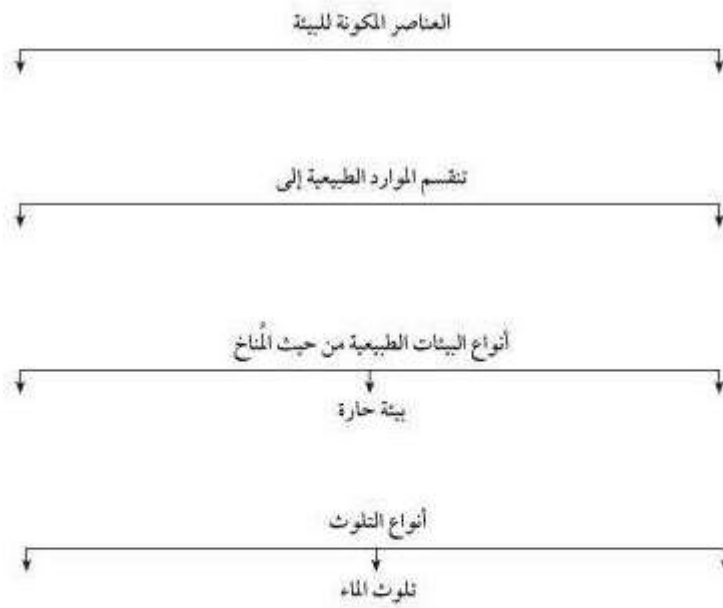 العناصر المكونة للبيئة
تنقسم الموارد الطبيعية إلى
أنواع البيئات الطبيعية من حيث المُناخ
بيئة حارة
أنواع التلوث
تلوث الماء